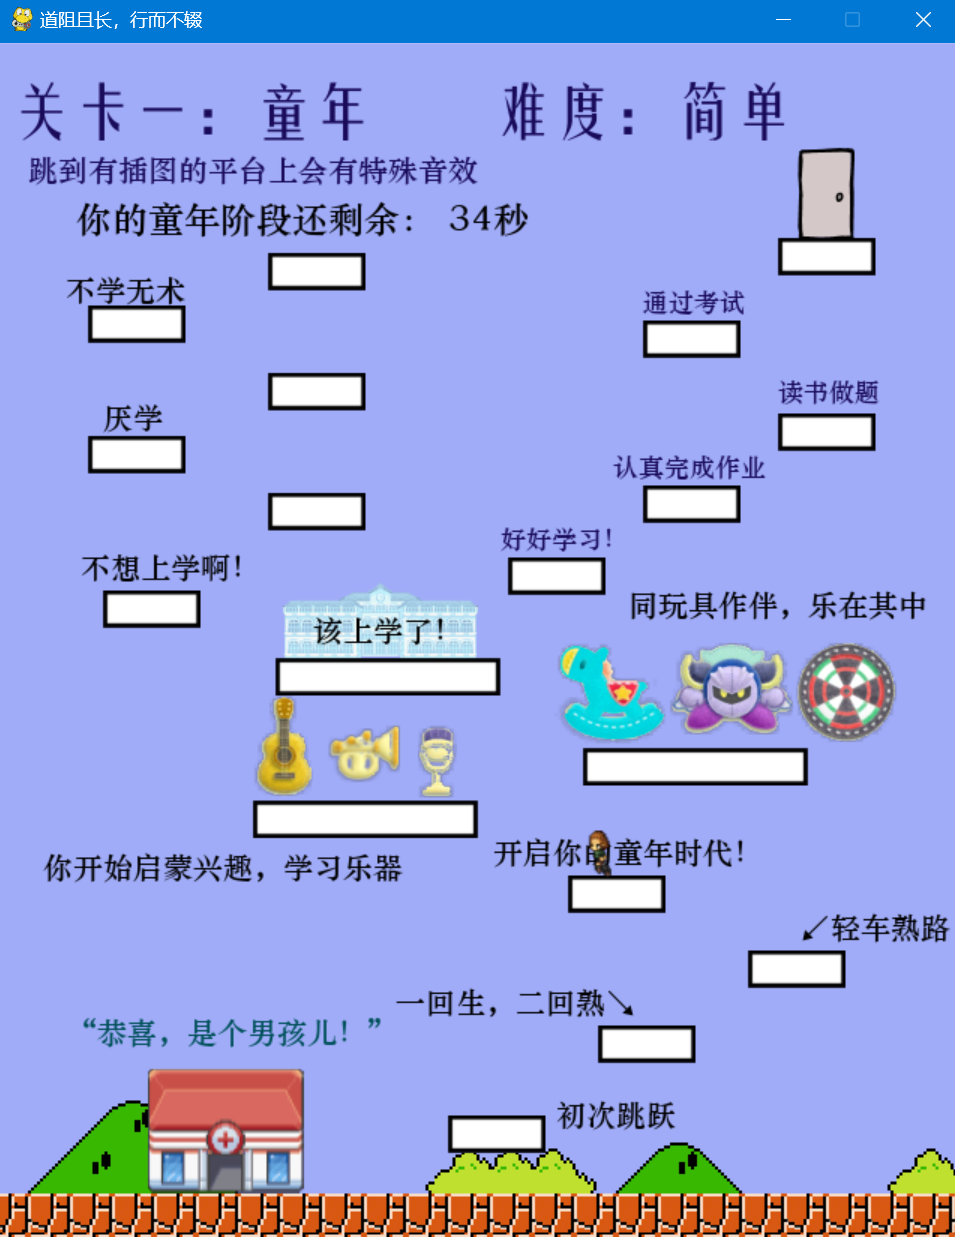 道阻且长，行而不辍
关卡一：童年 难度：简单
跳到有插图的平台上会有特殊音效
你的童年阶段还剩余： 34秒
不学无术
通过考试
读书做题
厌学
认真完成作业
好好学习！
不想上学啊！
同玩具作伴，乐在其中
该上学了！
开启你的童年时代！
你开始启蒙兴趣，学习乐器
↙轻车熟路
一回生，二回熟↘
“恭喜，是个男孩儿！”
初次跳跃